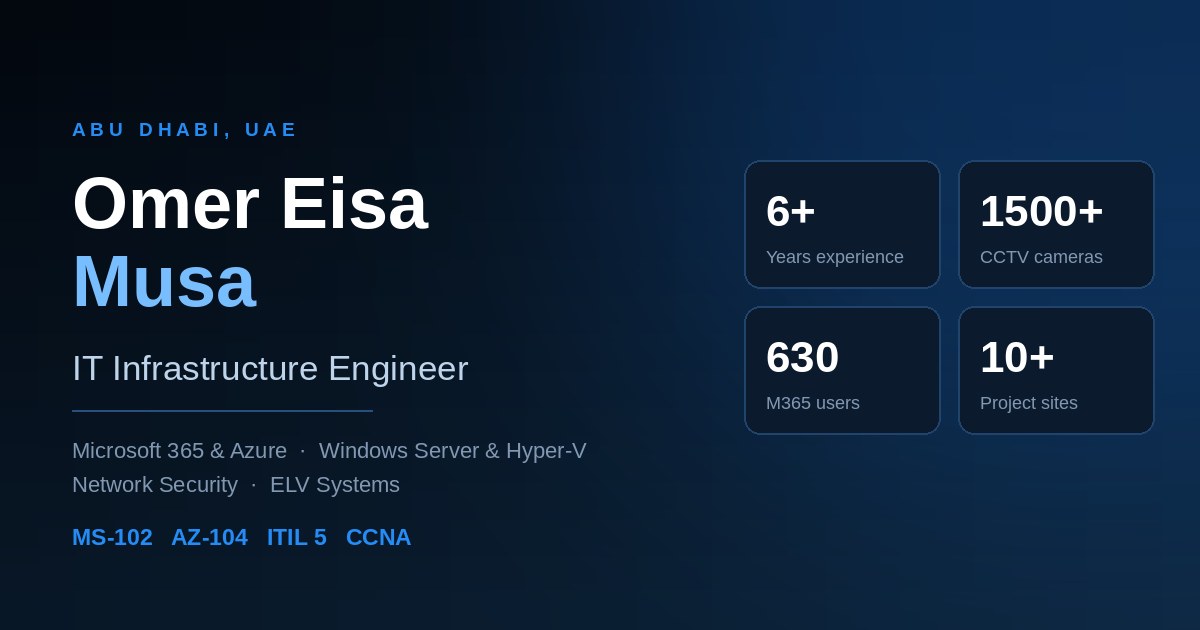 ABU DHABI, UAE
Omer Eisa
Musa
IT Infrastructure Engineer
Microsoft 365 & Azure · Windows Server & Hyper-V
Network Security · ELV Systems
MS-102 AZ-104 ITIL 5 CCNA
6+
Years experience
1500+
CCTV cameras
630
M365 users
10+
Project sites